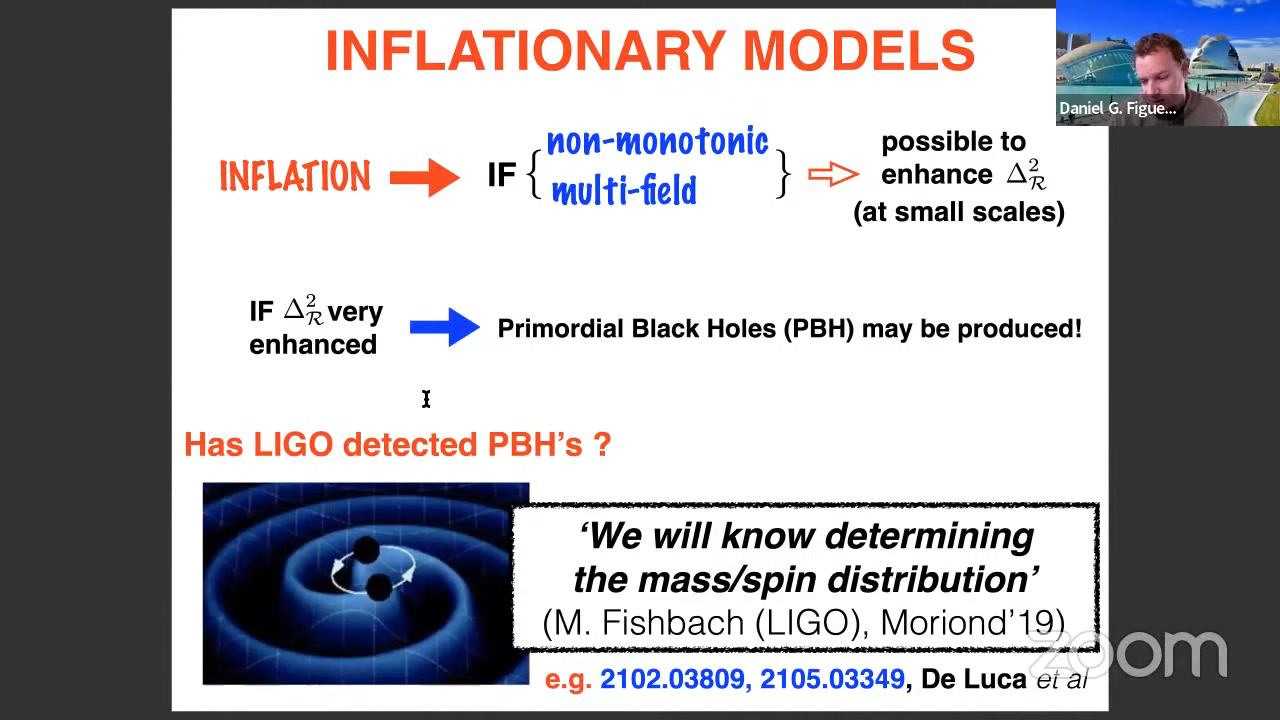 INFLATIONARY MODELS
Daniel G. Figue...
INFLATION IF { non-monotonic multi-field } possible to enhance Δ²_R (at small scales)
IF Δ²_R very enhanced
Primordial Black Holes (PBH) may be produced!
Has LIGO detected PBH's ?
‘We will know determining
the mass/spin distribution’
(M. Fishbach (LIGO), Moriond’19)
zoom
e.g. 2102.03809, 2105.03349, De Luca et al